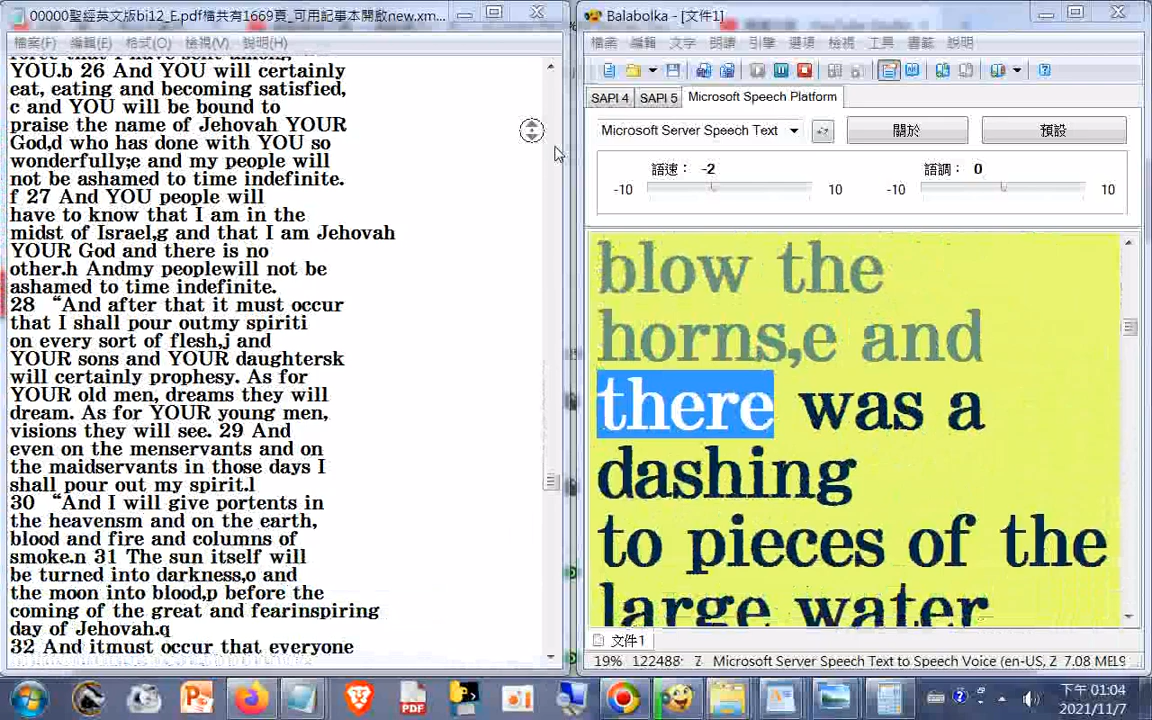 00000聖經英文版bi12_E.pdf檔共有1669頁_可用記事本開啟new.xm...
檔案(F) 編輯(E) 格式(O) 檢視(V) 說明(H)
YOU.b 26 And YOU will certainly
eat, eating and becoming satisfied,
c and YOU will be bound to
praise the name of Jehovah YOUR
God,d who has done with YOU so
wonderfully;e and my people will
not be ashamed to time indefinite.
f 27 And YOU people will
have to know that I am in the
midst of Israel,g and that I am Jehovah
YOUR God and there is no
other.h Andmy peoplewill not be
ashamed to time indefinite.
28 “And after that it must occur
that I shall pour outmy spiriti
on every sort of flesh,j and
YOUR sons and YOUR daughtersk
will certainly prophesy. As for
YOUR old men, dreams they will
dream. As for YOUR young men,
visions they will see. 29 And
even on the menservants and on
the maidservants in those days I
shall pour out my spirit.l
30 “And I will give portents in
the heavensm and on the earth,
blood and fire and columns of
smoke.n 31 The sun itself will
be turned into darkness,o and
the moon into blood,p before the
coming of the great and fearinspiring
day of Jehovah.q
32 And itmust occur that everyone
Balabolka - [文件1]
檔案 編輯 文字 朗讀 引擎 選項 檢視 工具 書籤 說明
SAPI 4 SAPI 5 Microsoft Speech Platform
Microsoft Server Speech Text 關於 預設
語速： -2 語調： 0
-10 10 -10 10
blow the
horns,e and
there was a
dashing
to pieces of the
large water
文件1
19% 122488 Microsoft Server Speech Text to Speech Voice (en-US, Z 7.08 ME
下午 01:04
2021/11/7